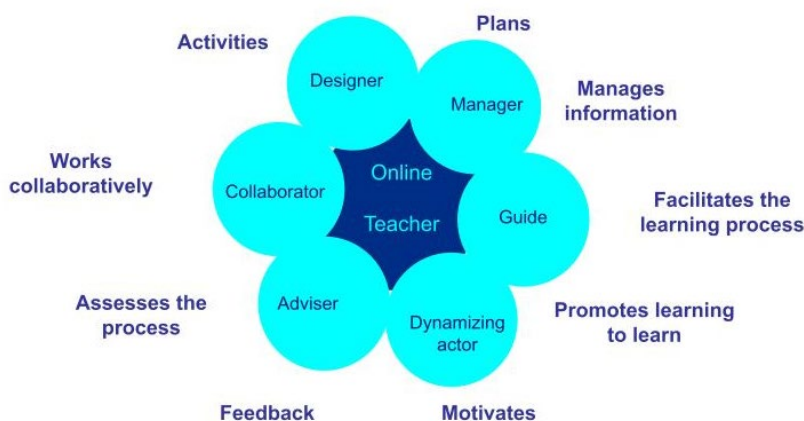 Plans
Activities
Designer
Manager
Manages
information
Online
Teacher
Works
collaboratively
Collaborator
Guide
Facilitates the
learning process
Assesses the
process
Adviser
Dynamizing
actor
Promotes learning
to learn
Feedback
Motivates